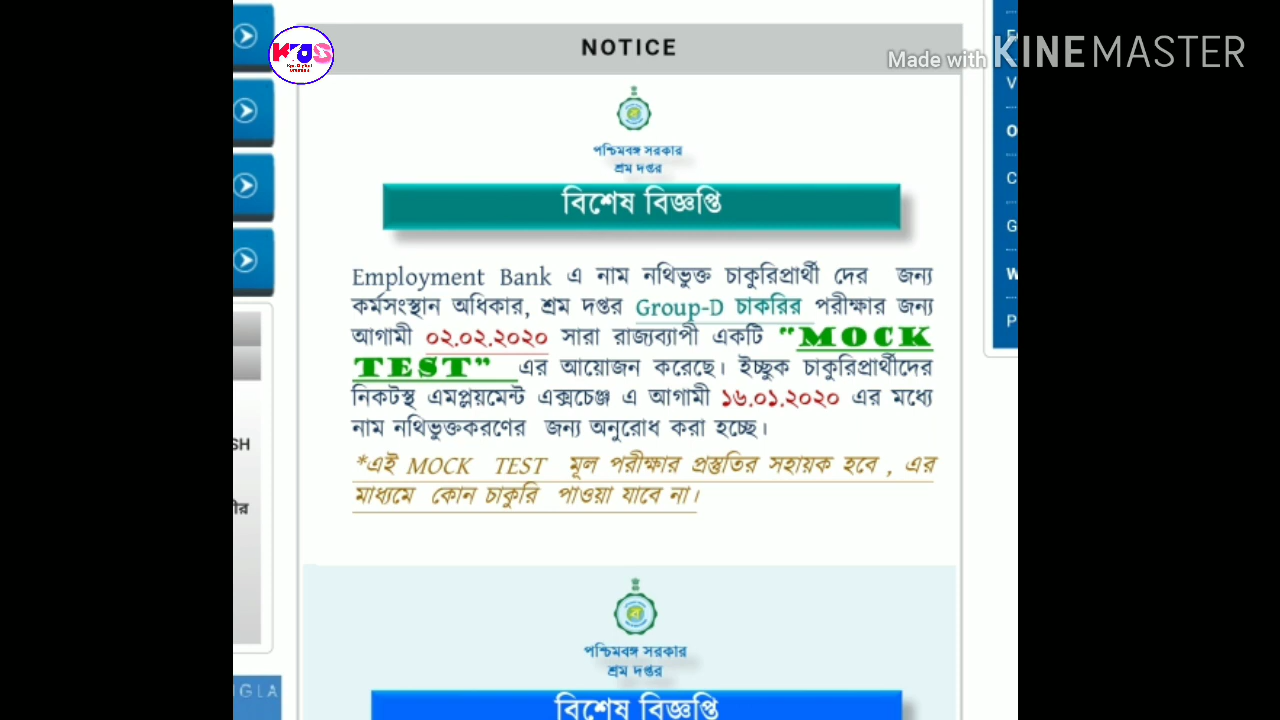 NOTICE
Made with KINEMASTER
KDS
পশ্চিমবঙ্গ সরকার
শ্রম দপ্তর
বিশেষ বিজ্ঞপ্তি
Employment Bank এ নাম নথিভুক্ত চাকুরিপ্রার্থী দের জন্য
কর্মসংস্থান অধিকার, শ্রম দপ্তর Group-D চাকরির পরীক্ষার জন্য
আগামী ০২.০২.২০২০ সারা রাজ্যব্যাপী একটি "MOCK
TEST" এর আয়োজন করেছে। ইচ্ছুক চাকুরিপ্রার্থীদের
নিকটস্থ এমপ্লয়মেন্ট এক্সচেঞ্জ এ আগামী ১৬.০১.২০২০ এর মধ্যে
নাম নথিভুক্তকরণের জন্য অনুরোধ করা হচ্ছে।
*এই MOCK TEST মূল পরীক্ষার প্রস্তুতির সহায়ক হবে , এর
মাধ্যমে কোন চাকুরি পাওয়া যাবে না।
পশ্চিমবঙ্গ সরকার
শ্রম দপ্তর
বিশেষ বিজ্ঞপ্তি